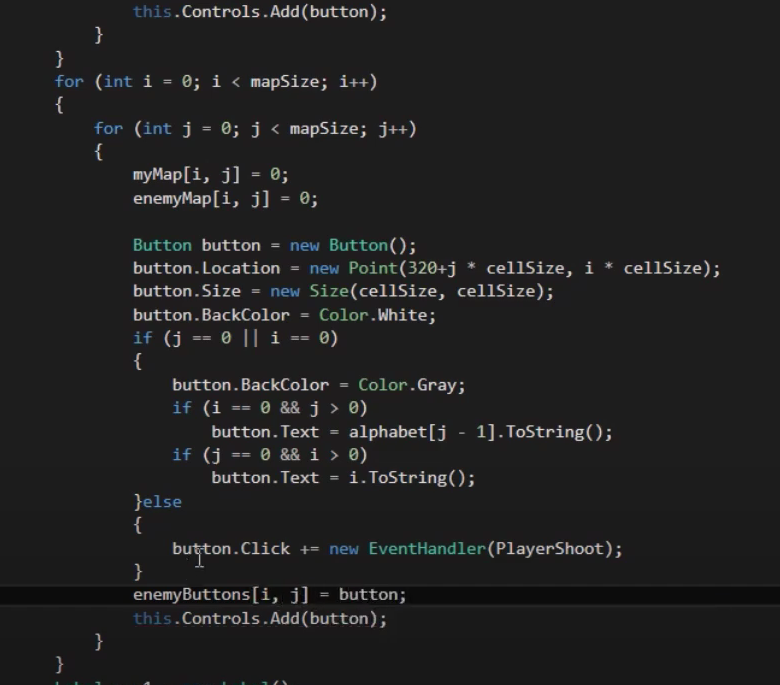 this.Controls.Add(button);
}
}
for (int i = 0; i < mapSize; i++)
{
for (int j = 0; j < mapSize; j++)
{
myMap[i, j] = 0;
enemyMap[i, j] = 0;
Button button = new Button();
button.Location = new Point(320+j * cellSize, i * cellSize);
button.Size = new Size(cellSize, cellSize);
button.BackColor = Color.White;
if (j == 0 || i == 0)
{
button.BackColor = Color.Gray;
if (i == 0 && j > 0)
button.Text = alphabet[j - 1].ToString();
if (j == 0 && i > 0)
button.Text = i.ToString();
}else
{
button.Click += new EventHandler(PlayerShoot);
}
enemyButtons[i, j] = button;
this.Controls.Add(button);
}
}